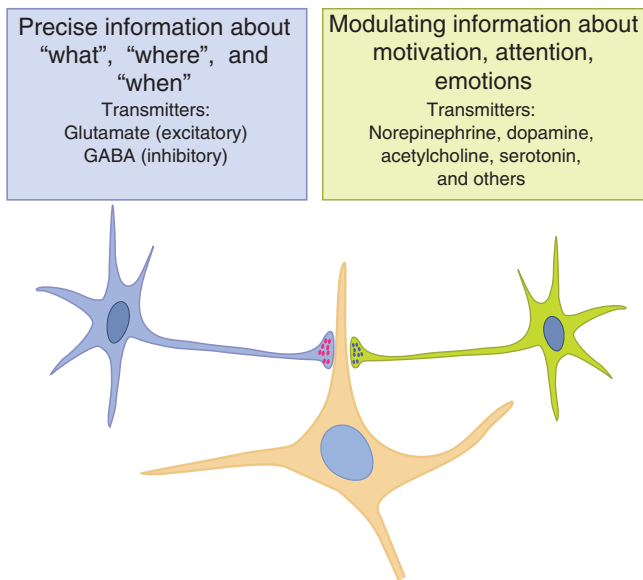 Precise information about
“what”, “where”, and
“when”
Transmitters:
Glutamate (excitatory)
GABA (inhibitory)
Modulating information about
motivation, attention,
emotions
Transmitters:
Norepinephrine, dopamine,
acetylcholine, serotonin,
and others